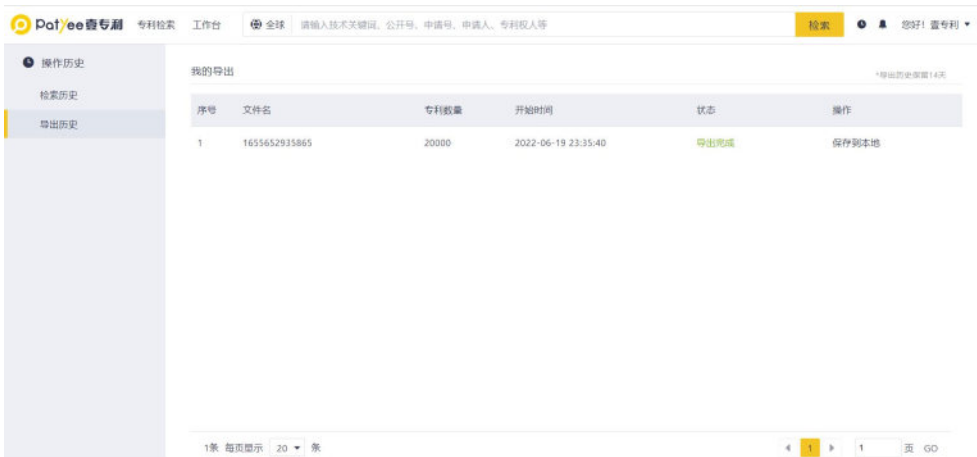 Patyee壹专利 专利检索 工作台 全球 请输入技术关键词、公开号、申请号、申请人、专利权人等 检索 您好！壹专利
操作历史
检索历史
导出历史
我的导出 *导出历史保留14天
序号 文件名 专利数量 开始时间 状态 操作
1 1655652935865 20000 2022-06-19 23:35:40 导出完成 保存到本地
1条 每页显示 20 条 1 1 页 GO